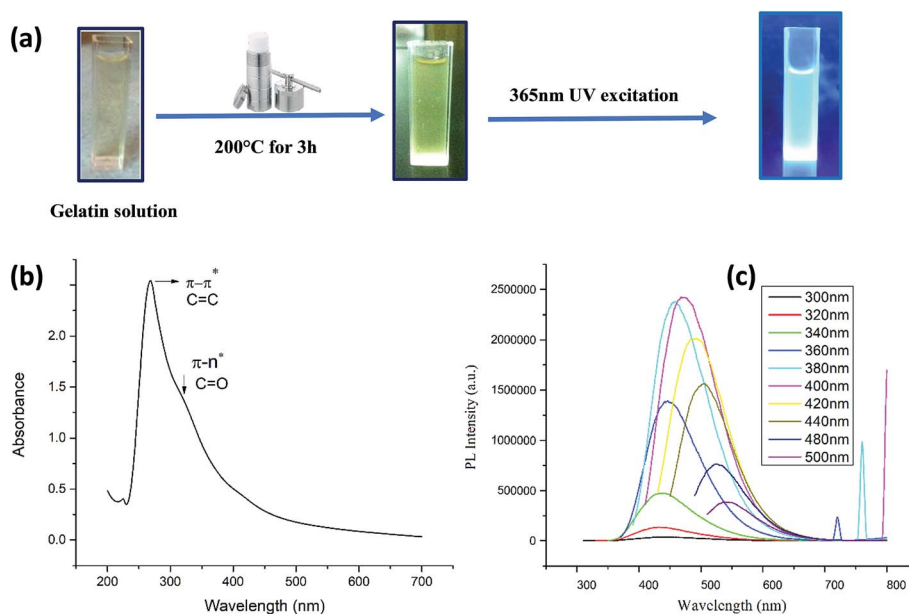 (a)
200°C for 3h
365nm UV excitation
Gelatin solution
(b)
π-π*
C=C
π-n*
C=O
2.5
2.0
1.5
1.0
0.5
0.0
Absorbance
200
300
400
500
600
700
Wavelength (nm)
(c)
300nm
320nm
340nm
360nm
380nm
400nm
420nm
440nm
480nm
500nm
2500000
2000000
1500000
1000000
500000
0
PL Intensity (a.u.)
300
400
500
600
700
800
Wavelength (nm)